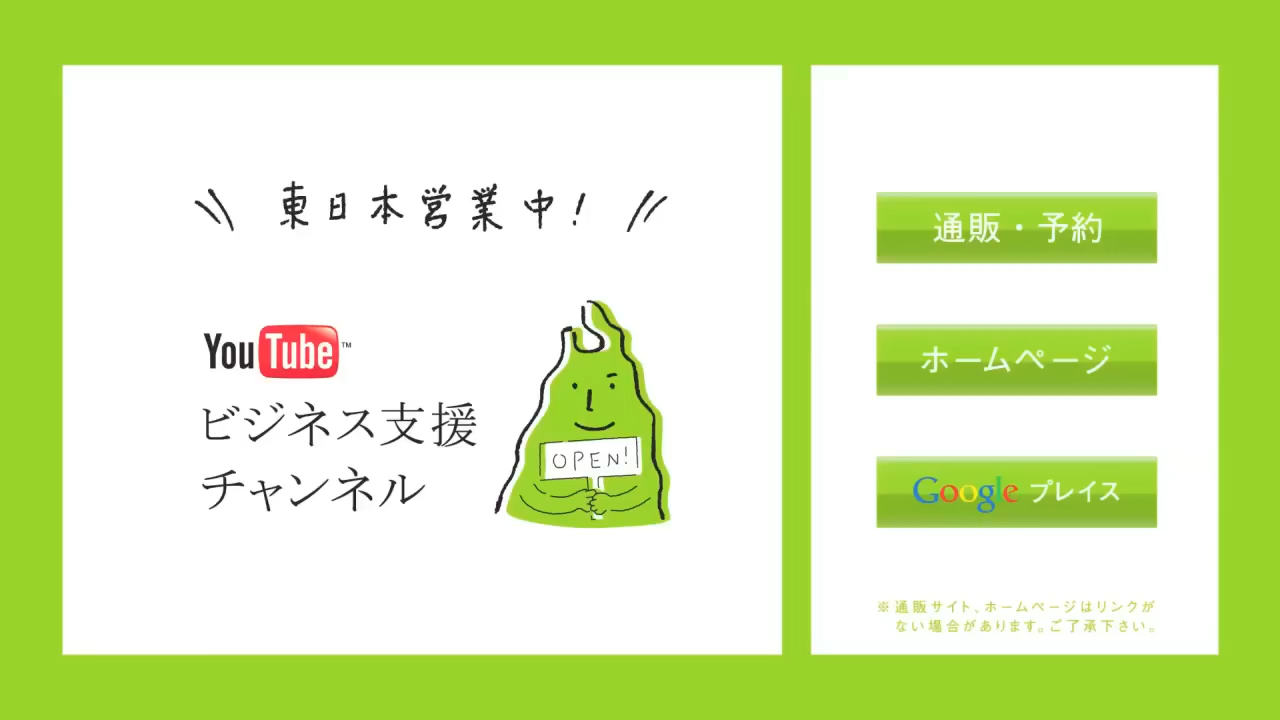 東日本営業中!
YouTube™
ビジネス支援
チャンネル
OPEN!
通販・予約
ホームページ
Google プレイス
※通販サイト、ホームページはリンクが
ない場合があります。ご了承下さい。